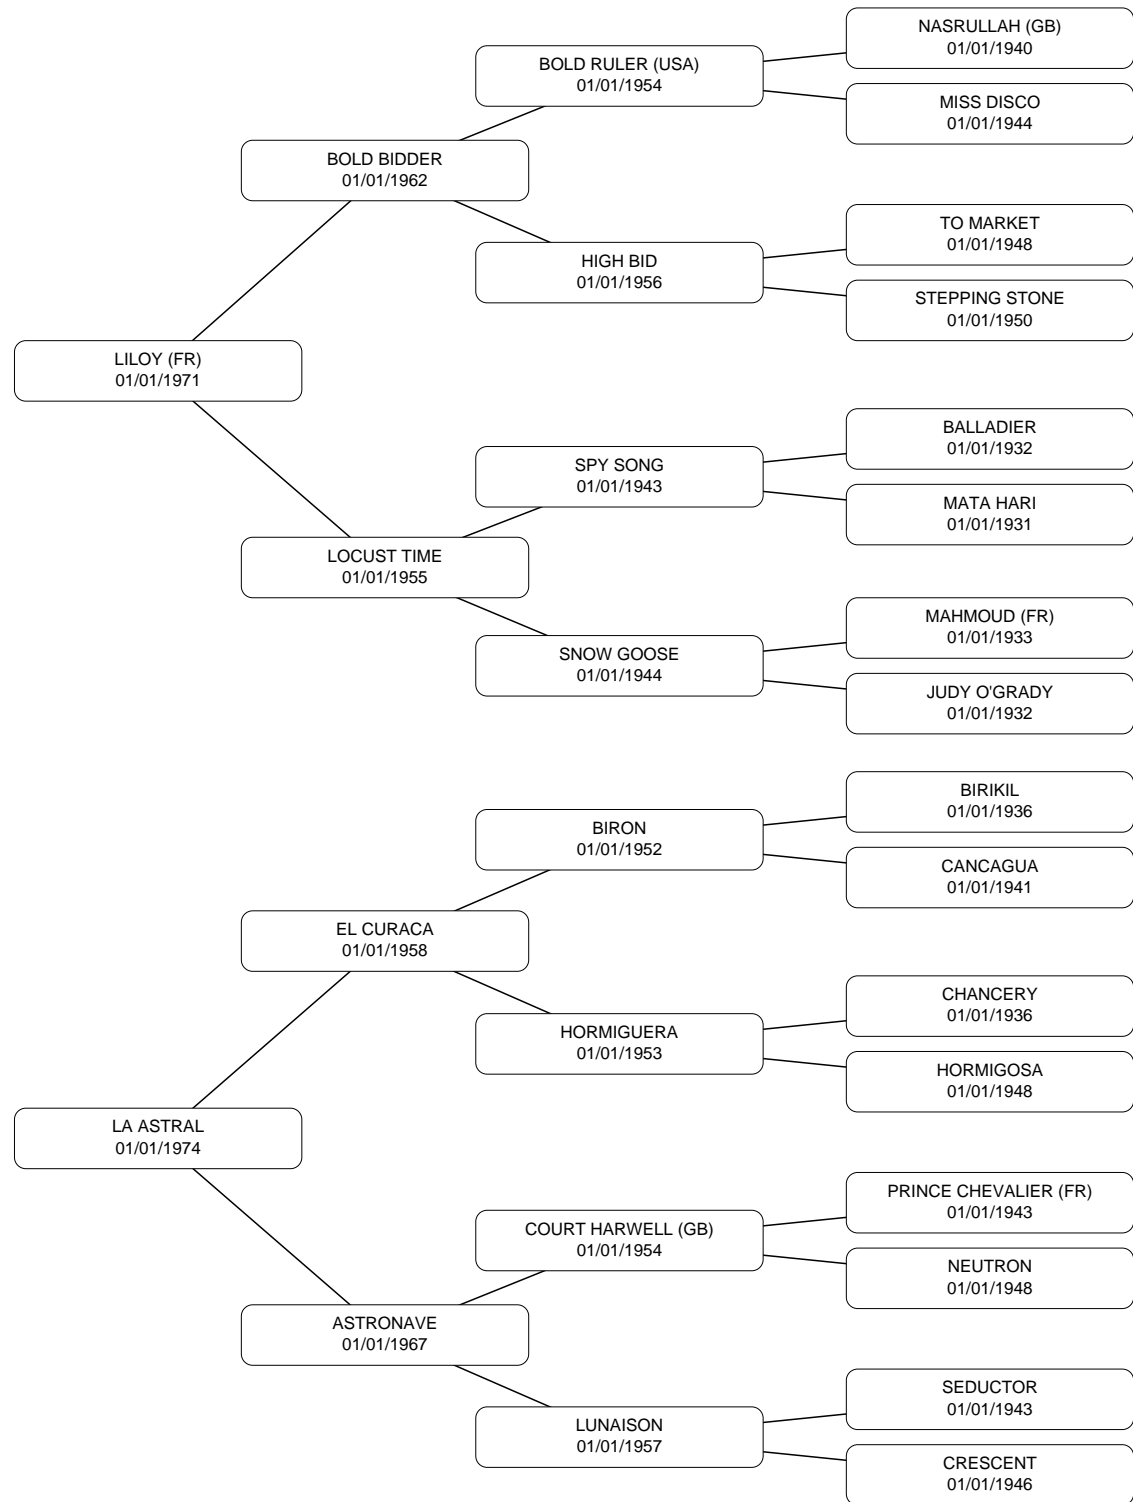 NASRULLAH (GB)
01/01/1940
BOLD RULER (USA)
01/01/1954
MISS DISCO
01/01/1944
BOLD BIDDER
01/01/1962
TO MARKET
01/01/1948
HIGH BID
01/01/1956
STEPPING STONE
01/01/1950
LILOY (FR)
01/01/1971
BALLADIER
01/01/1932
SPY SONG
01/01/1943
MATA HARI
01/01/1931
LOCUST TIME
01/01/1955
MAHMOUD (FR)
01/01/1933
SNOW GOOSE
01/01/1944
JUDY O'GRADY
01/01/1932
BIRIKIL
01/01/1936
BIRON
01/01/1952
CANCAGUA
01/01/1941
EL CURACA
01/01/1958
CHANCERY
01/01/1936
HORMIGUERA
01/01/1953
HORMIGOSA
01/01/1948
LA ASTRAL
01/01/1974
PRINCE CHEVALIER (FR)
01/01/1943
COURT HARWELL (GB)
01/01/1954
NEUTRON
01/01/1948
ASTRONAVE
01/01/1967
SEDUCTOR
01/01/1943
LUNAISON
01/01/1957
CRESCENT
01/01/1946